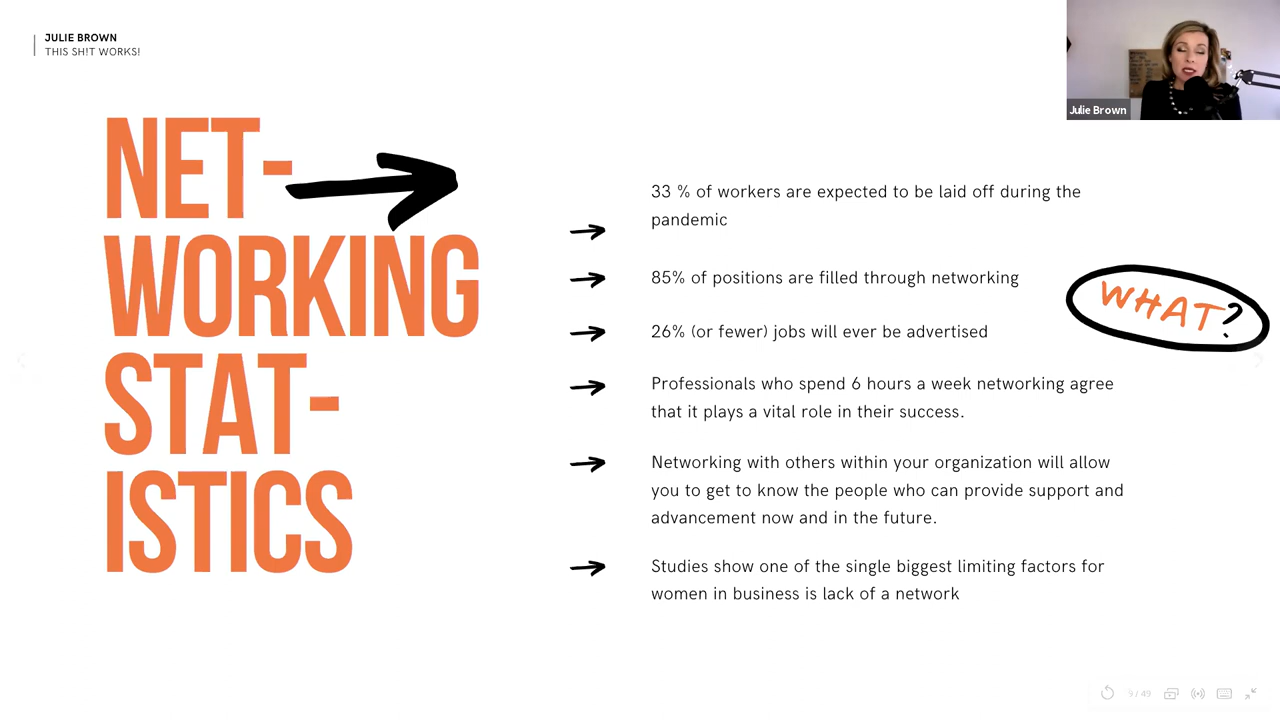 JULIE BROWN
THIS SH!T WORKS!
Julie Brown
NET-
WORKING
STAT-
ISTICS
33 % of workers are expected to be laid off during the
pandemic
85% of positions are filled through networking
WHAT?
26% (or fewer) jobs will ever be advertised
Professionals who spend 6 hours a week networking agree
that it plays a vital role in their success.
Networking with others within your organization will allow
you to get to know the people who can provide support and
advancement now and in the future.
Studies show one of the single biggest limiting factors for
women in business is lack of a network
9 / 49